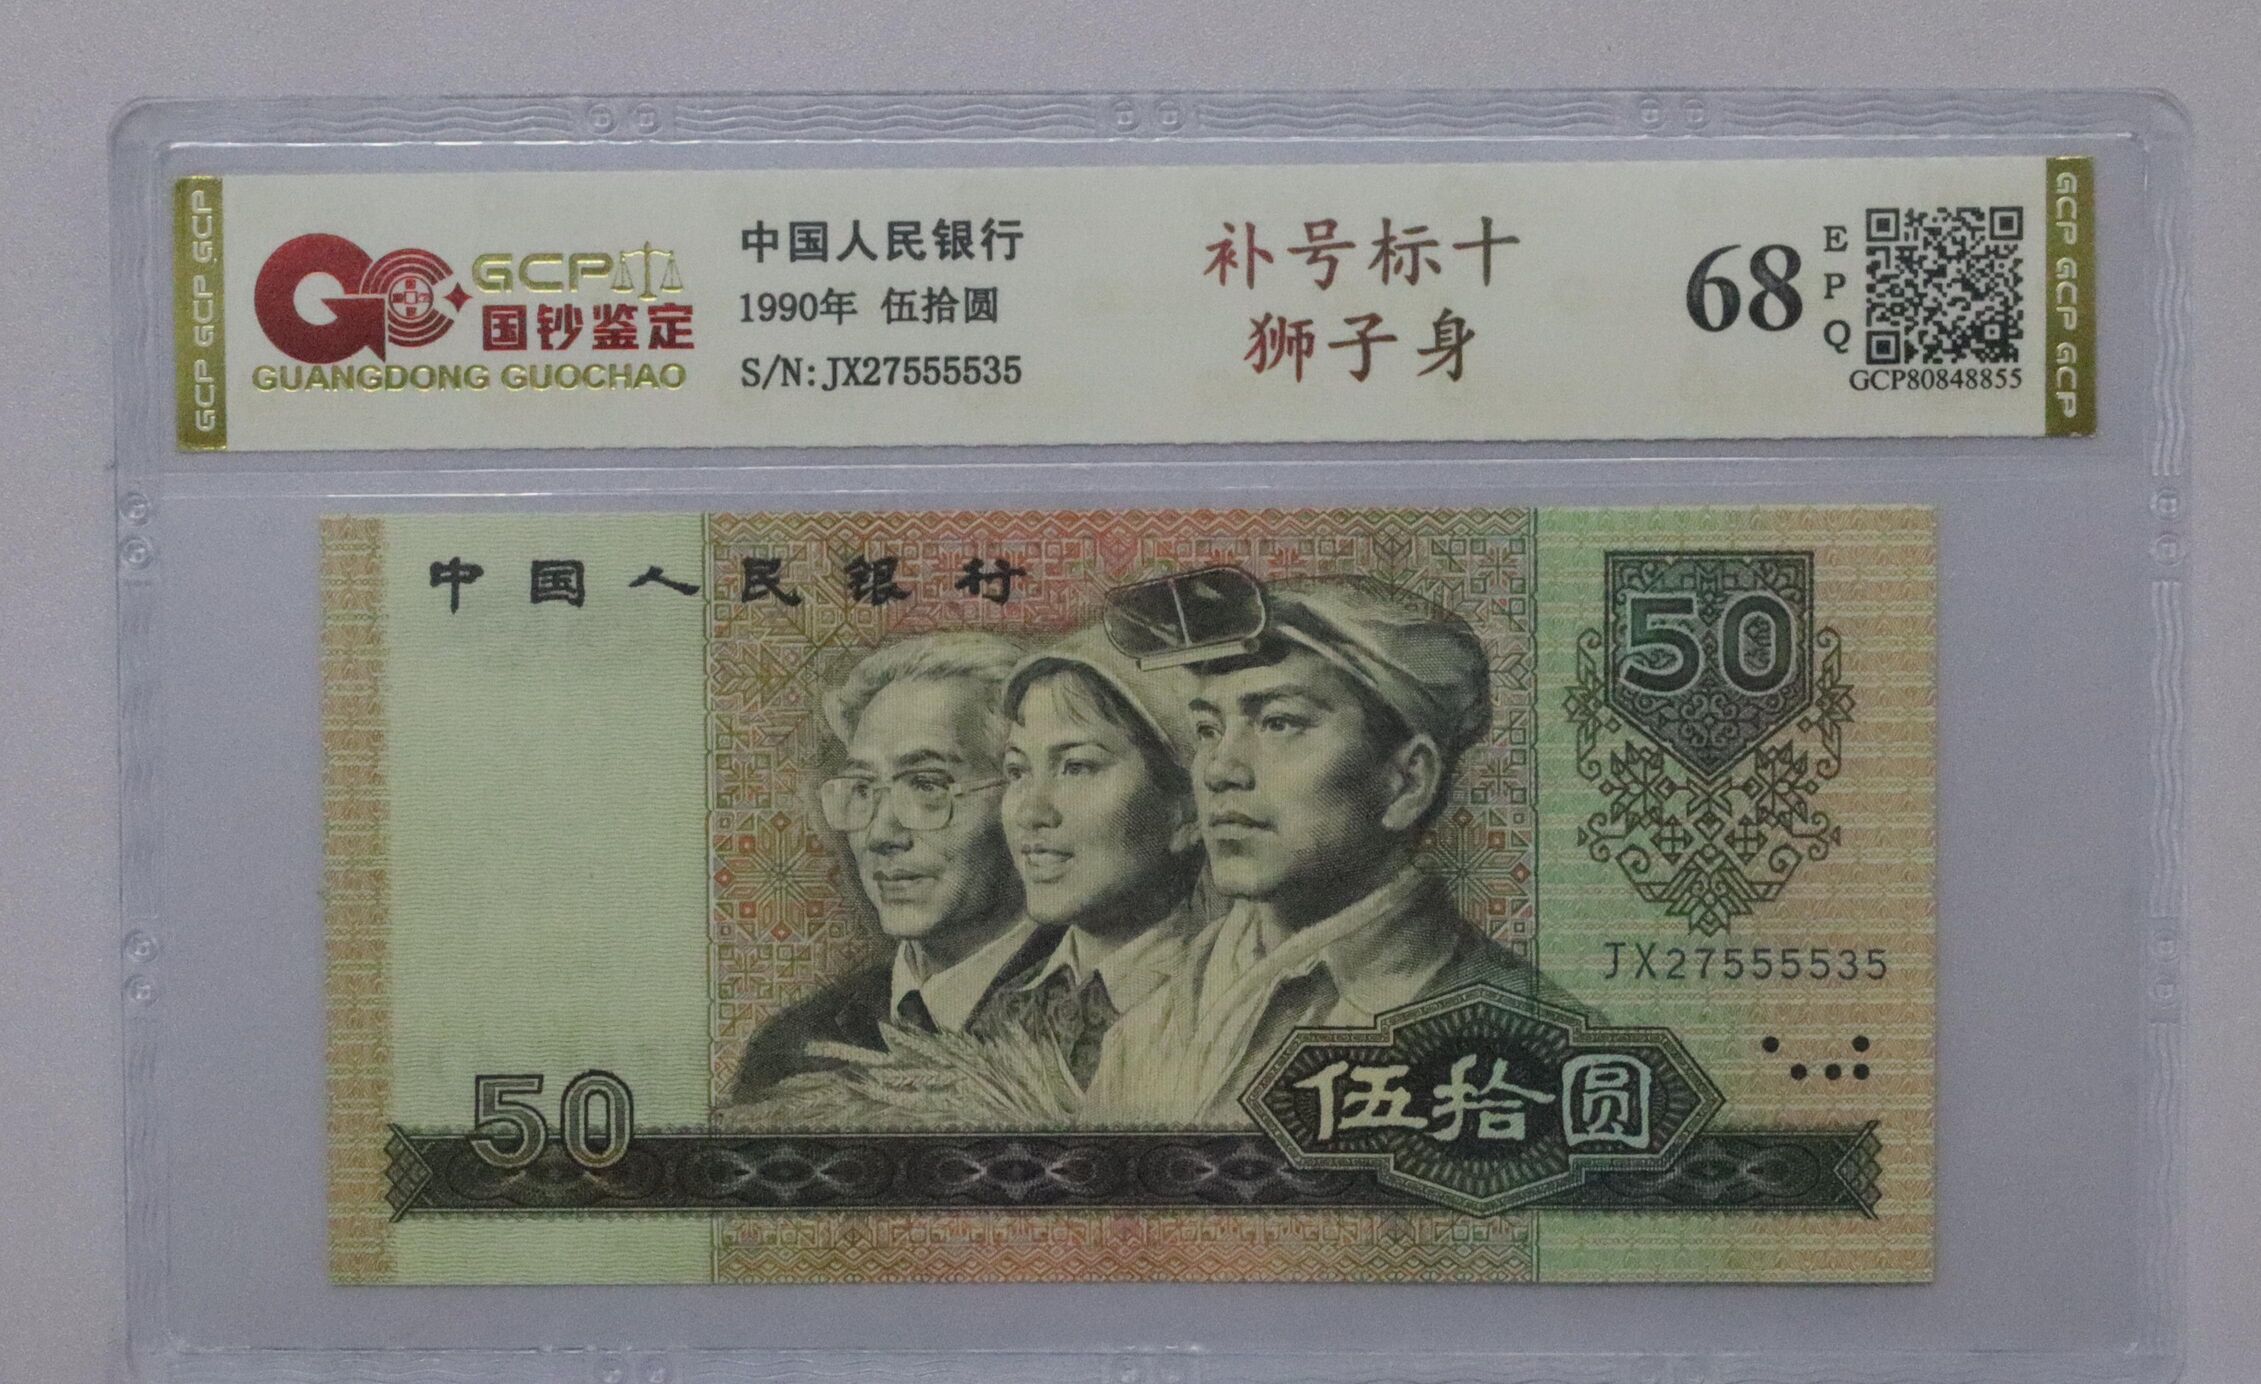 GCP GCP GCP
GCP
国钞鉴定
GUANGDONG GUOCHAO
中国人民银行
1990年 伍拾圆
S/N:JX27555535
补号标十
狮子身
68
EPQ
GCP80848855
GCP GCP GCP
中国人民银行
50
JX27555535
50
伍拾圆